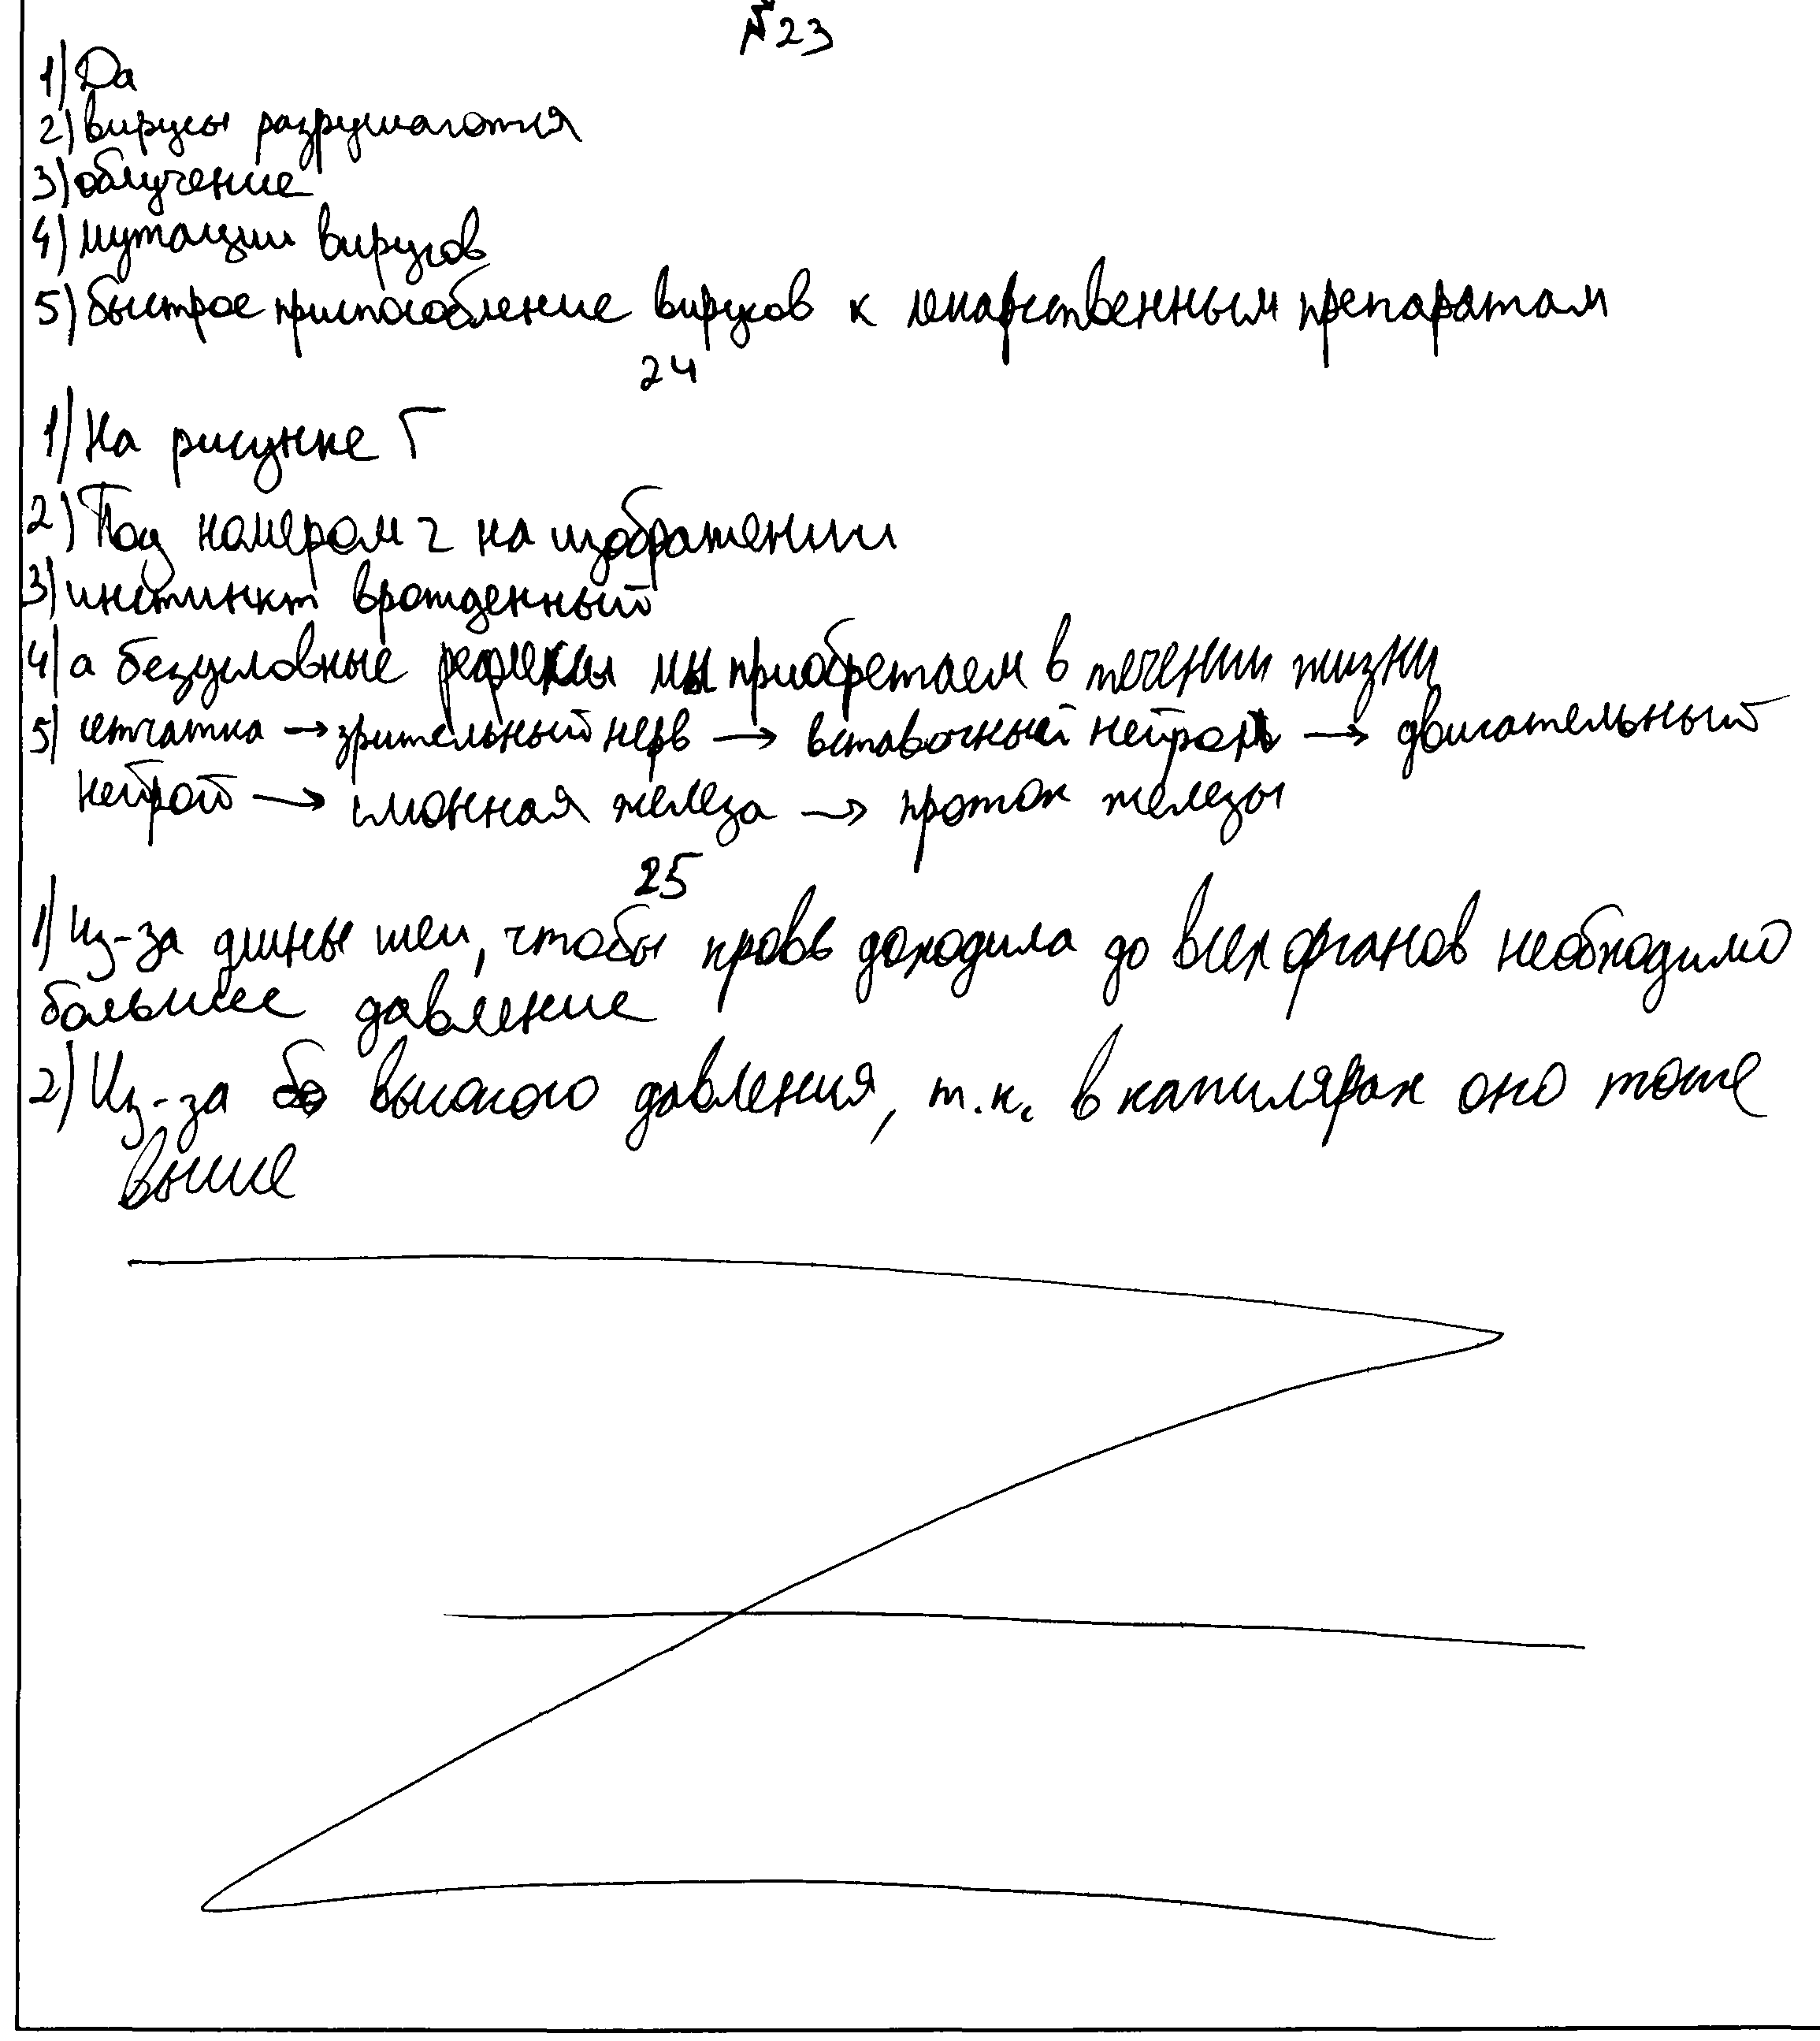 №23
1) Да
2) вирусы разрушаются
3) облучение
4) мутации вирусов
5) быстрое приспособление вирусов к лекарственным препаратам
24
1) На рисунке Г
2) Под номером 2 на изображении
3) инстинкт врожденный
4) а безусловные рефлексы мы приобретаем в течении жизни
5) сетчатка → зрительный нерв → вставочный нейрон → двигательный
нейрой → слюнная железа → проток железы
25
1) Из-за длины шеи, чтобы кровь доходила до всех органов необходимо
большее давление
2) Из-за высокого давления, т.к. в капилярах оно тоже
выше